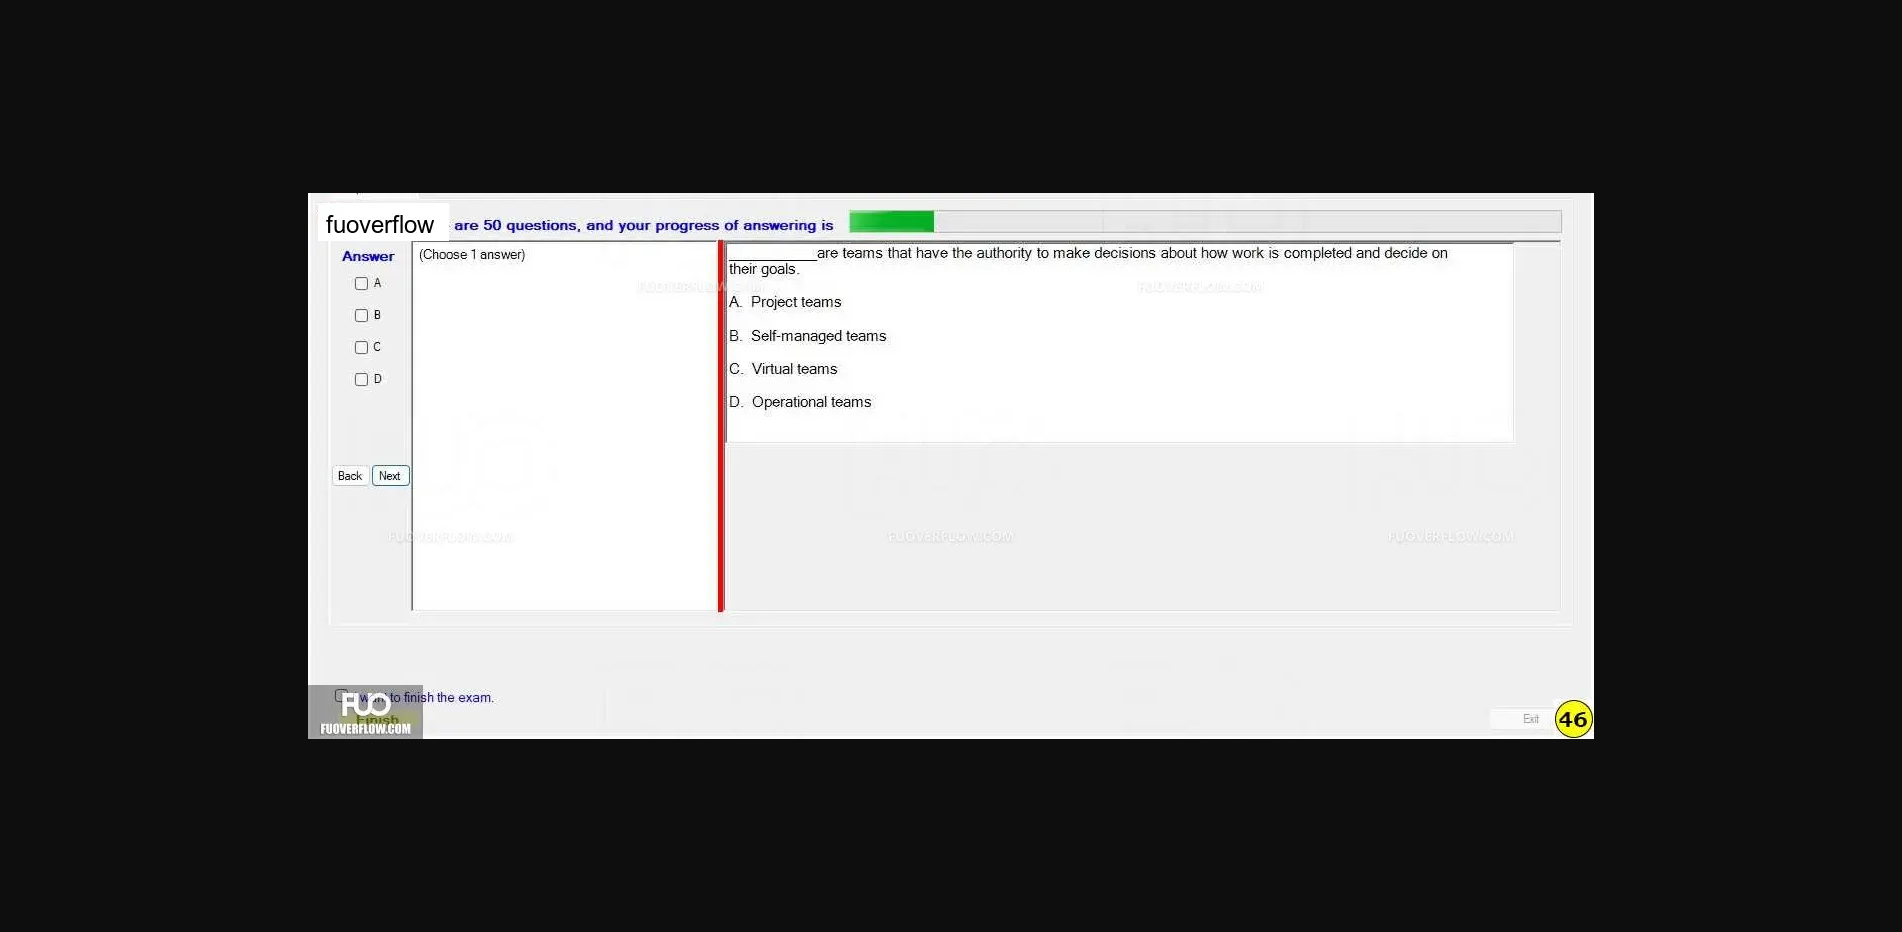 fuoverflow are 50 questions, and your progress of answering is
Answer
(Choose 1 answer)
A
B
C
D
Back Next
__________are teams that have the authority to make decisions about how work is completed and decide on
their goals.
A. Project teams
B. Self-managed teams
C. Virtual teams
D. Operational teams
FUOVERFLOW.COM
FUOVERFLOW.COM
FUOVERFLOW.COM
FUOVERFLOW.COM
FUOVERFLOW.COM
I want to finish the exam.
Finish
FUO
FUOVERFLOW.COM
Exit
46